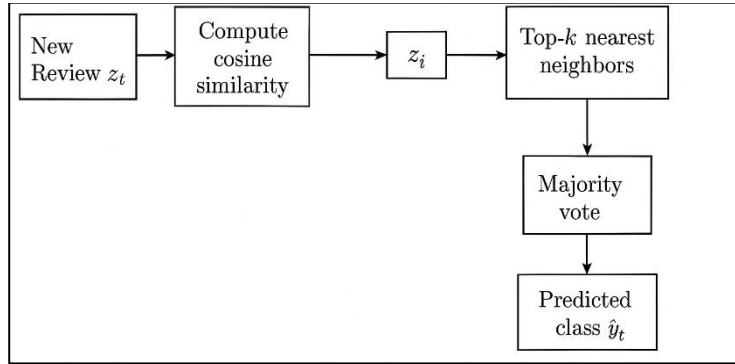 New
Review z_t
Compute
cosine
similarity
z_i
Top-k nearest
neighbors
Majority
vote
Predicted
class ŷ_t